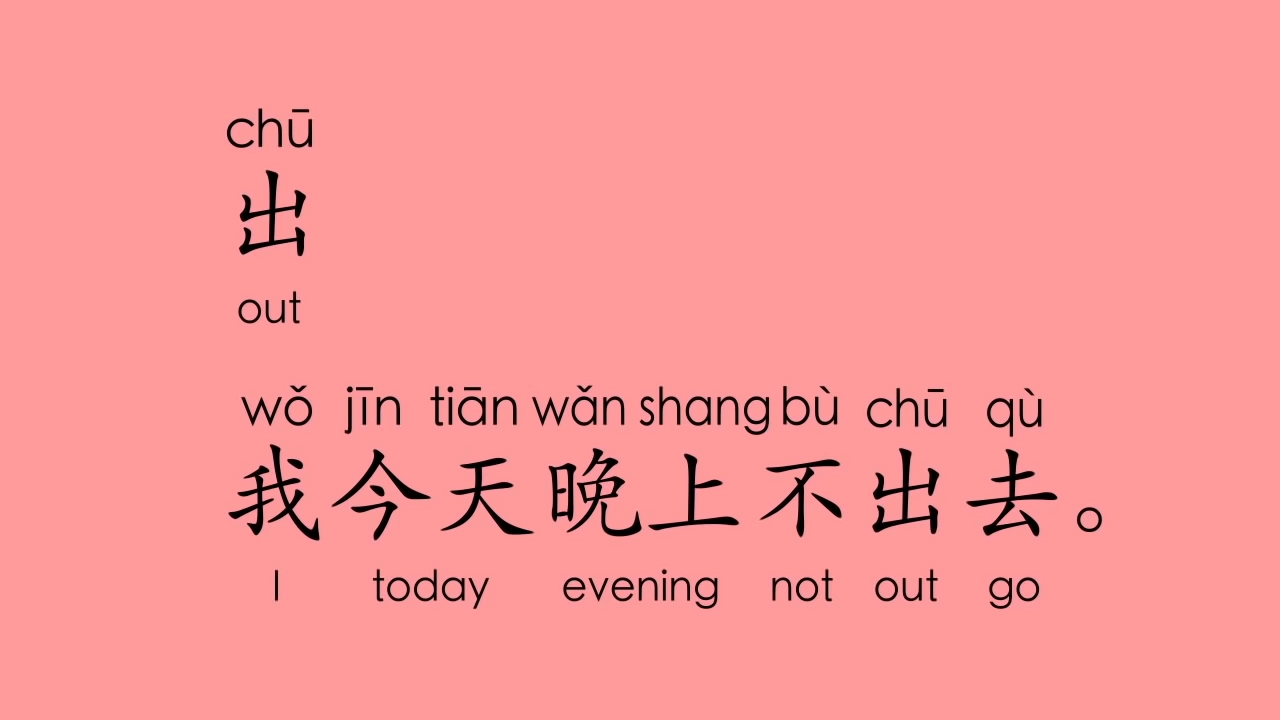 chū
出
out
wǒ jīn tiān wǎn shang bù chū qù
我今天晚上不出去。
I today evening not out go